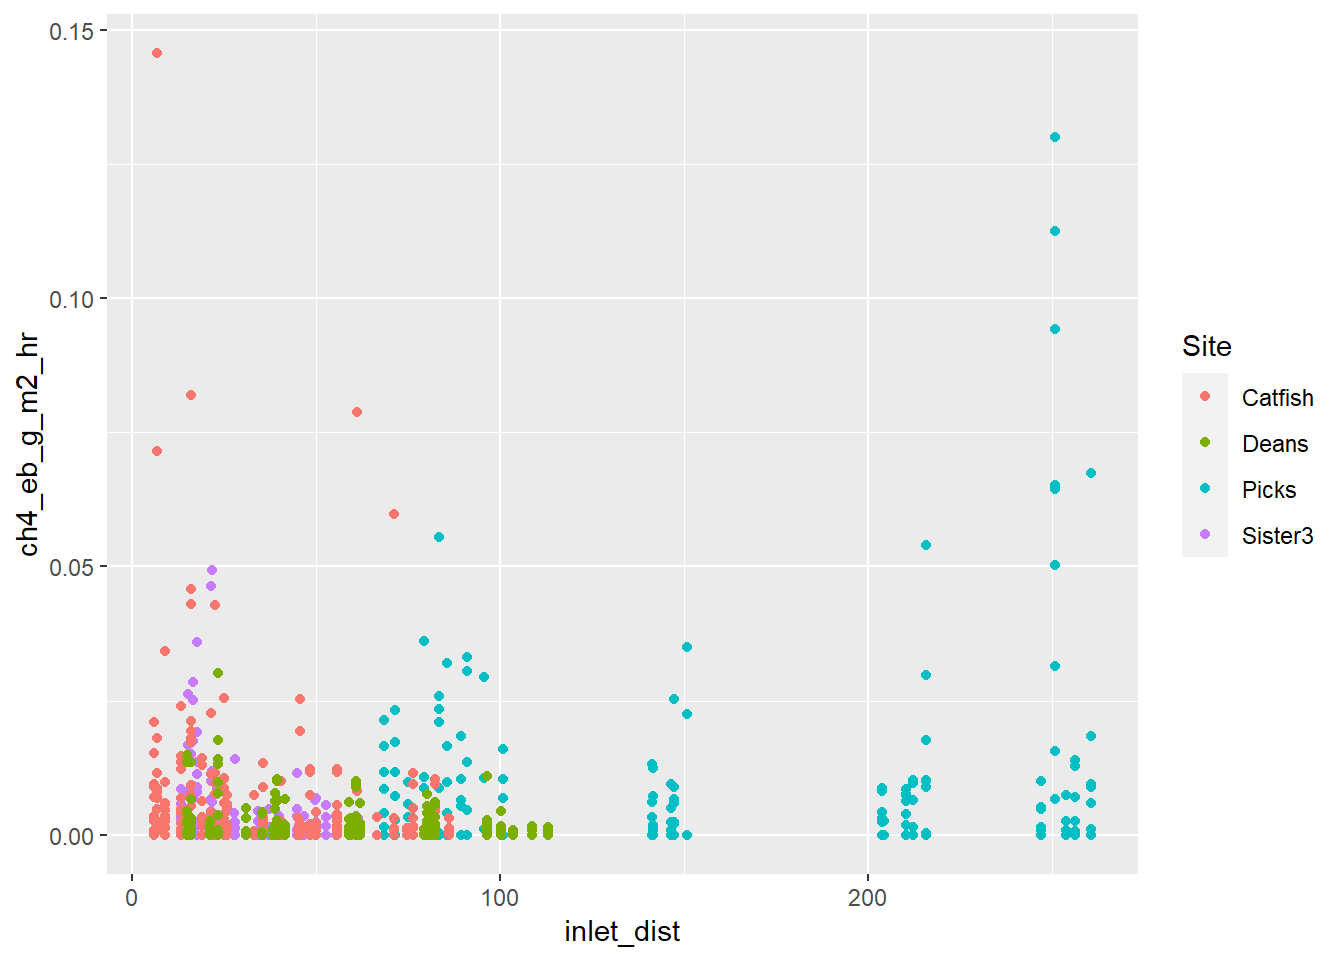 0.15
0.10
0.05
0.00
ch4_eb_g_m2_hr
0
100
200
inlet_dist
Site
Catfish
Deans
Picks
Sister3